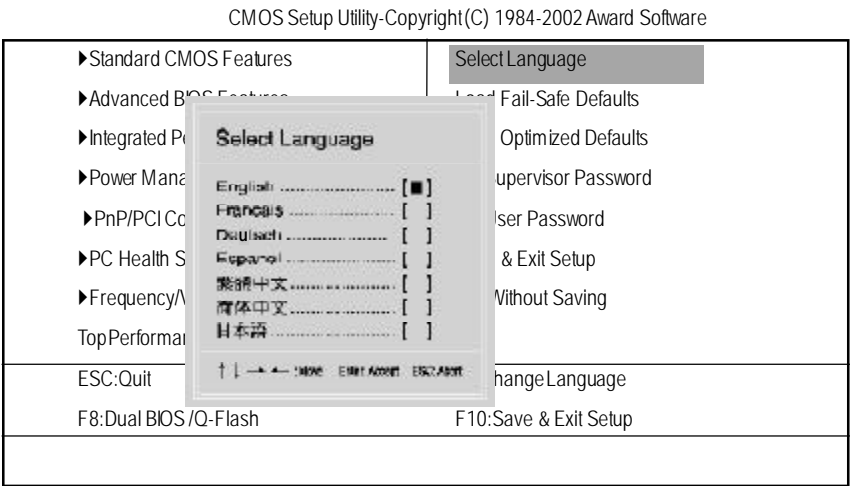 CMOS Setup Utility-Copyright(C) 1984-2002 Award Software
▶Standard CMOS Features
▶Advanced BIOS Features
▶Integrated Pe
▶Power Mana
▶PnP/PCI Co
▶PC Health S
▶Frequency/V
TopPerforma
ESC:Quit
F8:Dual BIOS /Q-Flash
Select Language
Load Fail-Safe Defaults
Optimized Defaults
upervisor Password
ser Password
& Exit Setup
Without Saving
hange Language
F10:Save & Exit Setup
Select Language
English ........................ [■]
Francais ...................... [ ]
Deutsch ..................... [ ]
Espanol ...................... [ ]
繁體中文...................... [ ]
简体中文...................... [ ]
日本語 ........................ [ ]
↑↓→← :Move Enter:Accept ESC:Abort